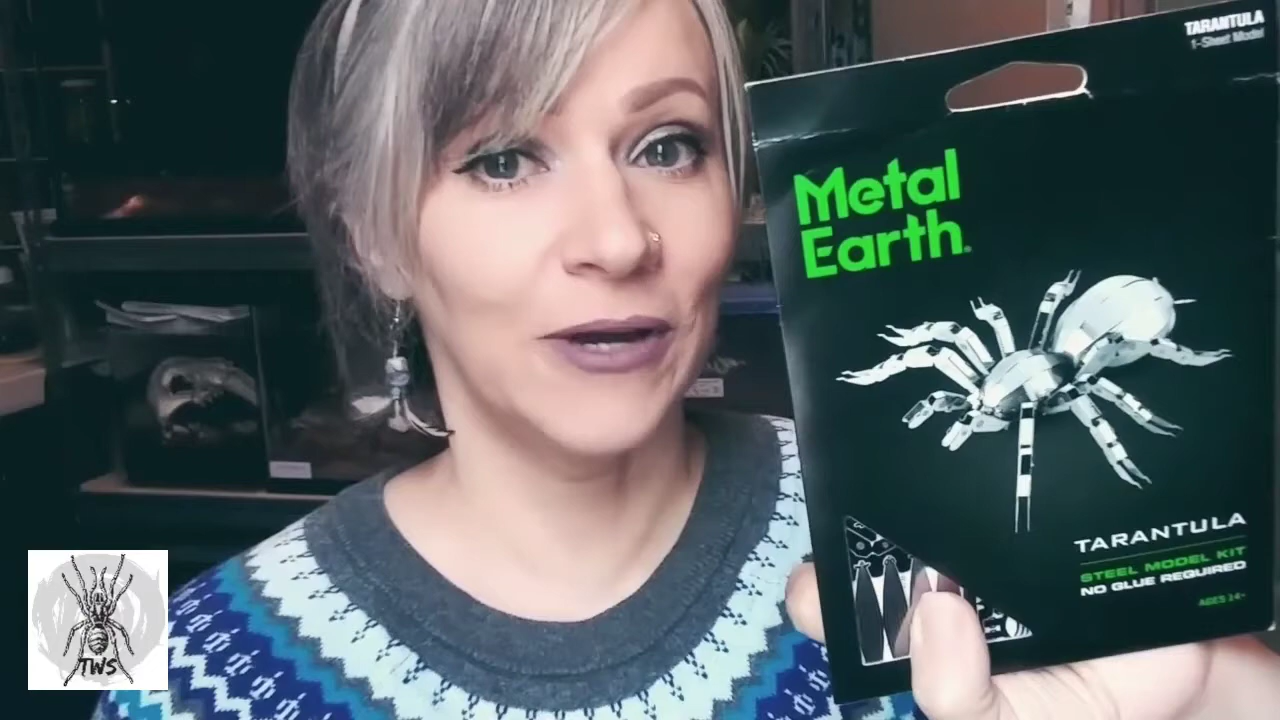 TARANTULA
1-Sheet Model
Metal
Earth.
TARANTULA
STEEL MODEL KIT
NO GLUE REQUIRED
AGES 14+
TWS